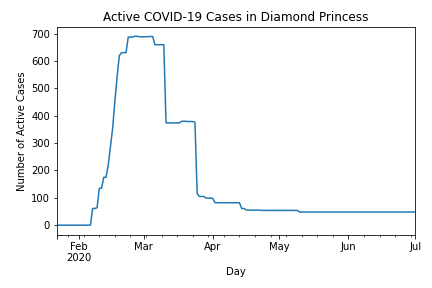 Active COVID-19 Cases in Diamond Princess
Number of Active Cases
700
600
500
400
300
200
100
0
Feb Mar Apr May Jun Jul
2020
Day